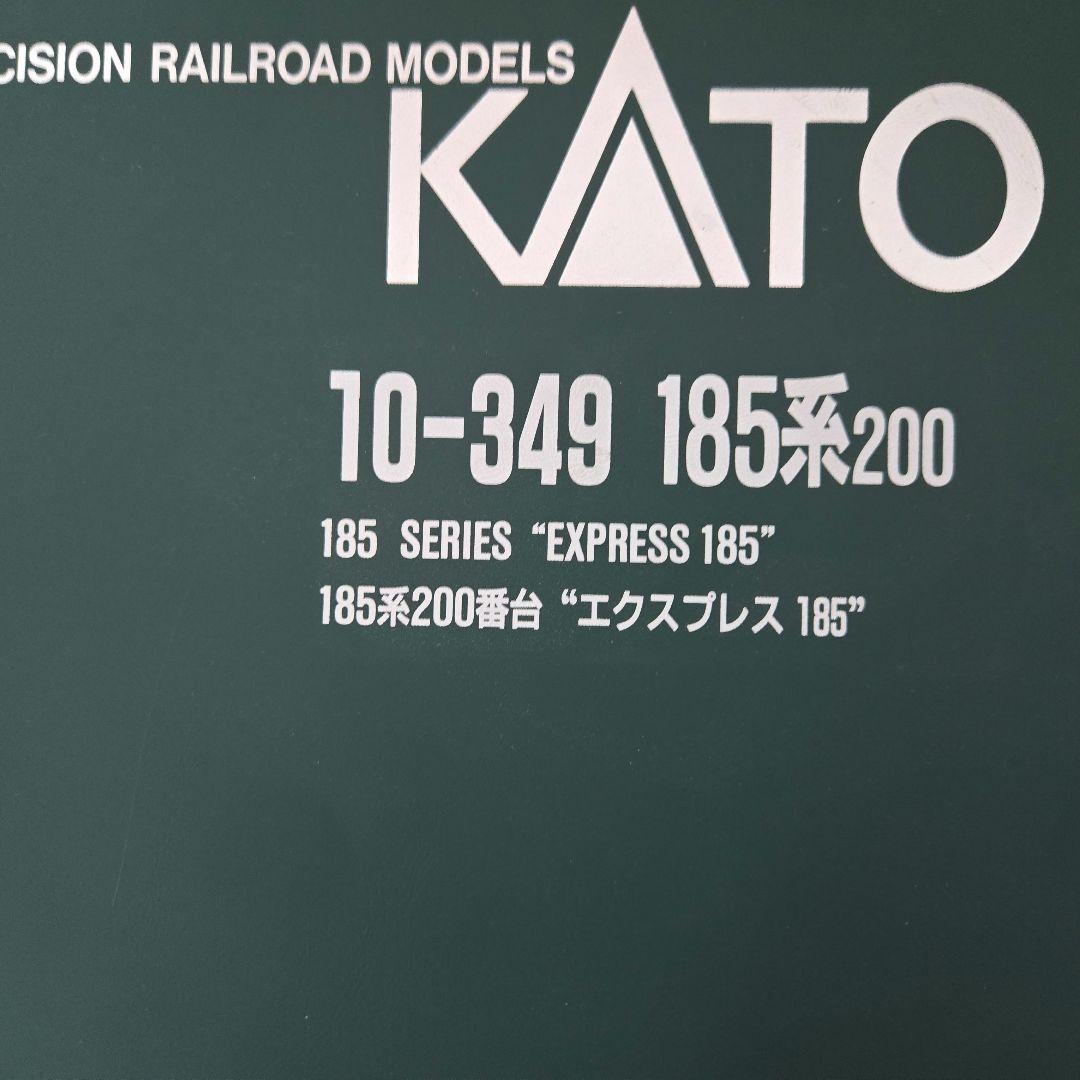 CISION RAILROAD MODELS
KATO
10-349 185系200
185 SERIES "EXPRESS 185"
185系200番台 "エクスプレス 185"